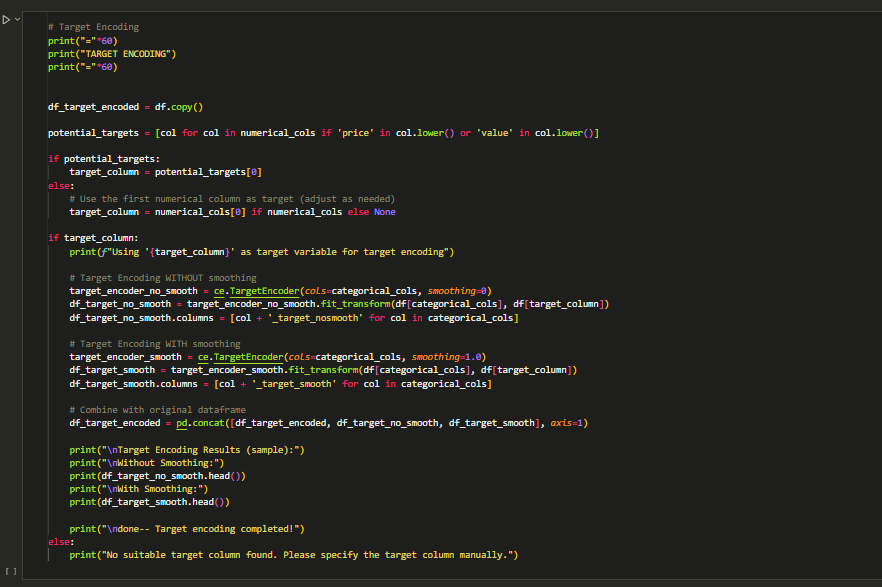 # Target Encoding
print("="*60)
print("TARGET ENCODING")
print("="*60)
df_target_encoded = df.copy()
potential_targets = [col for col in numerical_cols if 'price' in col.lower() or 'value' in col.lower()]
if potential_targets:
    target_column = potential_targets[0]
else:
    # Use the first numerical column as target (adjust as needed)
    target_column = numerical_cols[0] if numerical_cols else None
if target_column:
    print(f"Using '{target_column}' as target variable for target encoding")
    # Target Encoding WITHOUT smoothing
    target_encoder_no_smooth = ce.TargetEncoder(cols=categorical_cols, smoothing=0)
    df_target_no_smooth = target_encoder_no_smooth.fit_transform(df[categorical_cols], df[target_column])
    df_target_no_smooth.columns = [col + '_target_nosmooth' for col in categorical_cols]
    # Target Encoding WITH smoothing
    target_encoder_smooth = ce.TargetEncoder(cols=categorical_cols, smoothing=1.0)
    df_target_smooth = target_encoder_smooth.fit_transform(df[categorical_cols], df[target_column])
    df_target_smooth.columns = [col + '_target_smooth' for col in categorical_cols]
    # Combine with original dataframe
    df_target_encoded = pd.concat([df_target_encoded, df_target_no_smooth, df_target_smooth], axis=1)
    print("\nTarget Encoding Results (sample):")
    print("\nWithout Smoothing:")
    print(df_target_no_smooth.head())
    print("\nWith Smoothing:")
    print(df_target_smooth.head())
    print("\ndone-- Target encoding completed!")
else:
    print("No suitable target column found. Please specify the target column manually.")
[ ]